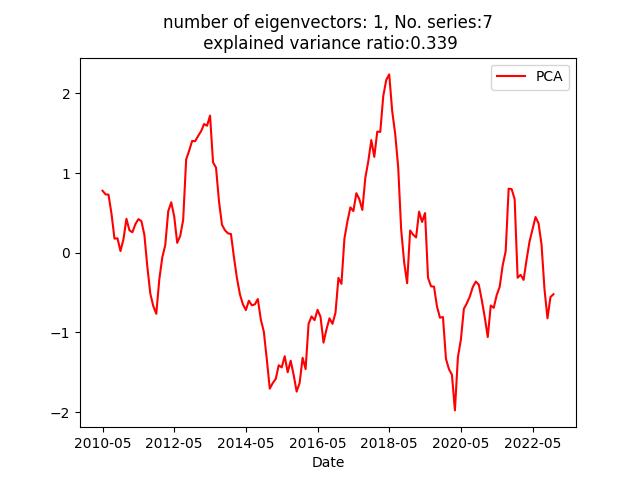 number of eigenvectors: 1, No. series:7
explained variance ratio:0.339
PCA
2
1
0
−1
−2
2010-05 2012-05 2014-05 2016-05 2018-05 2020-05 2022-05
Date